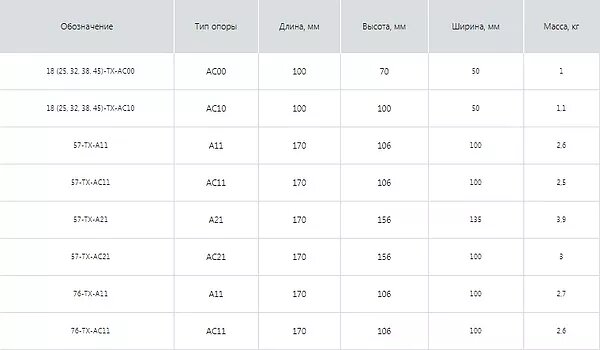 Обозначение Тип опоры Длина, мм Высота, мм Ширина, мм Масса, кг
18 (25, 32, 38, 45)-ТХ-АС00 АС00 100 70 50 1
18 (25, 32, 38, 45)-ТХ-АС10 АС10 100 100 50 1,1
57-ТХ-А11 А11 170 106 100 2,6
57-ТХ-АС11 АС11 170 106 100 2,5
57-ТХ-А21 А21 170 156 135 3,9
57-ТХ-АС21 АС21 170 156 100 3
76-ТХ-А11 А11 170 106 100 2,7
76-ТХ-АС11 АС11 170 106 100 2,6